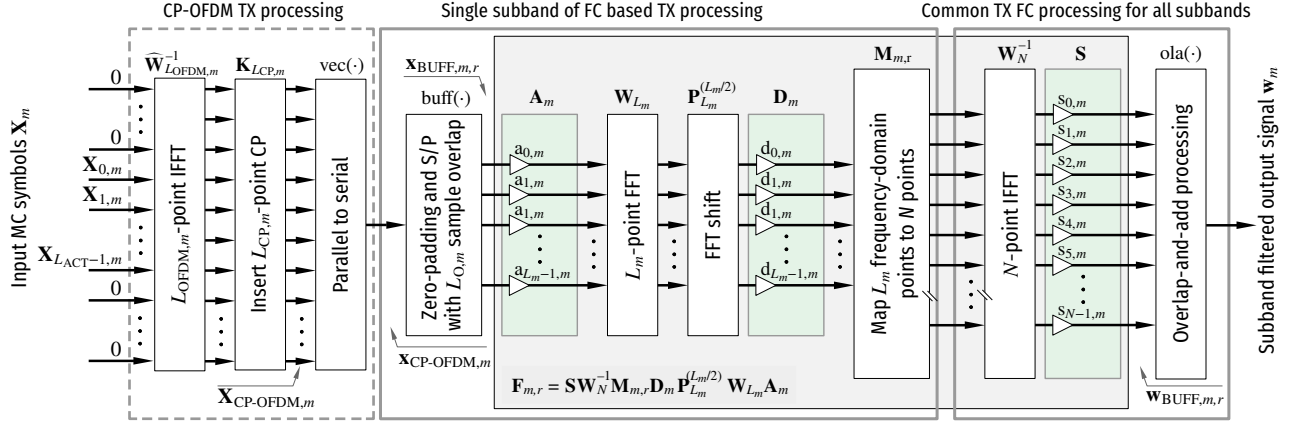 CP-OFDM TX processing
Single subband of FC based TX processing
Common TX FC processing for all subbands
Input MC symbols X_m
0
0
X_{0,m}
X_{1,m}
X_{L_ACT−1,m}
0
0
Ŵ^{-1}_{L_OFDM,m}
L_{OFDM,m}-point IFFT
K_{L_CP,m}
Insert L_{CP,m}-point CP
X_{CP-OFDM,m}
vec(·)
Parallel to serial
x_{BUFF,m,r}
buff(·)
Zero-padding and S/P
with L_{O,m} sample overlap
x_{CP-OFDM,m}
A_m
a_{0,m}
a_{1,m}
a_{1,m}
a_{L_m−1,m}
W_{L_m}
L_m-point FFT
P_{L_m}^{(L_m/2)}
FFT shift
D_m
d_{0,m}
d_{1,m}
d_{1,m}
d_{L_m−1,m}
F_{m,r} = SW_N^{-1}M_{m,r}D_mP_{L_m}^{(L_m/2)} W_{L_m}A_m
M_{m,r}
Map L_m frequency-domain
points to N points
W_N^{-1}
N-point IFFT
S
s_{0,m}
s_{1,m}
s_{2,m}
s_{3,m}
s_{4,m}
s_{5,m}
s_{N−1,m}
ola(·)
Overlap-and-add processing
w_{BUFF,m,r}
Subband filtered output signal w_m